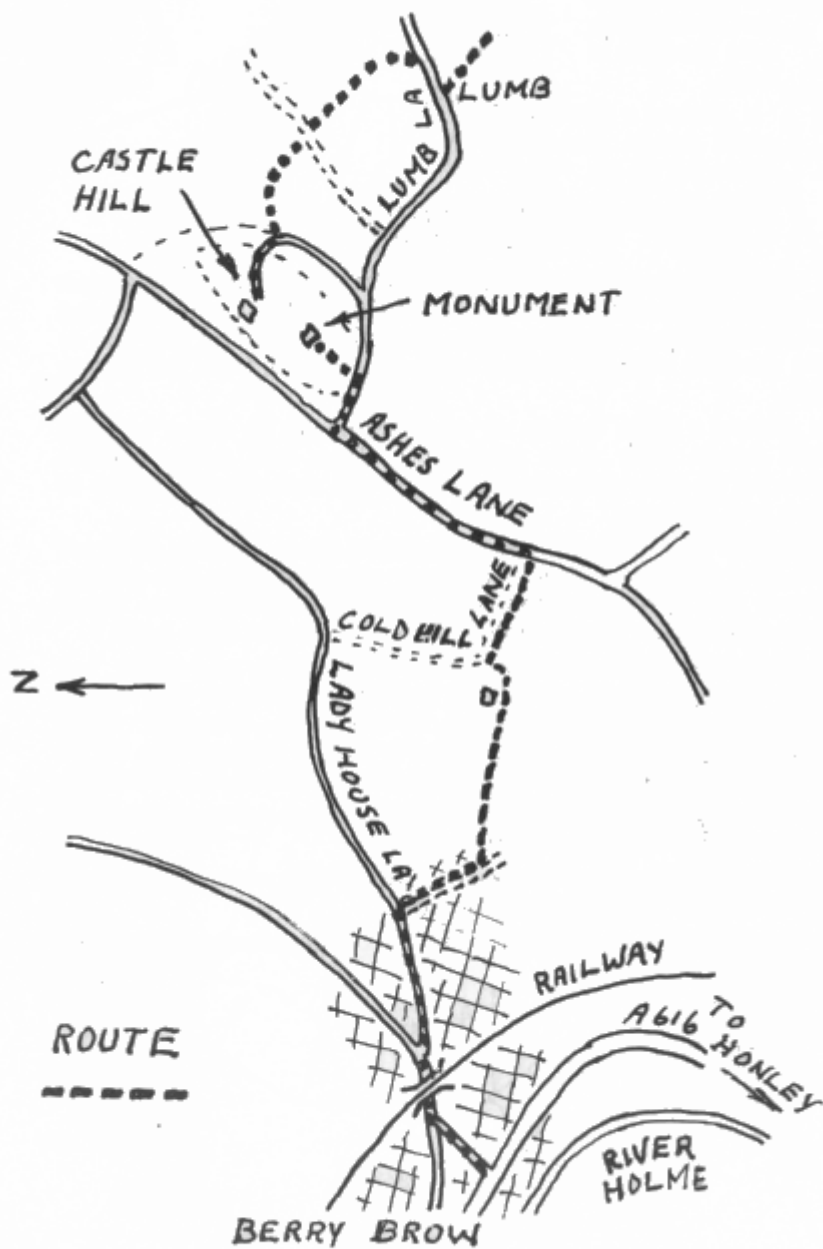 LUMB
LUMB LA
CASTLE
HILL
MONUMENT
ASHES LANE
COLDHILL
LANE
N
LADY HOUSE LA
RAILWAY
A616 TO
HONLEY
ROUTE
RIVER
HOLME
BERRY BROW